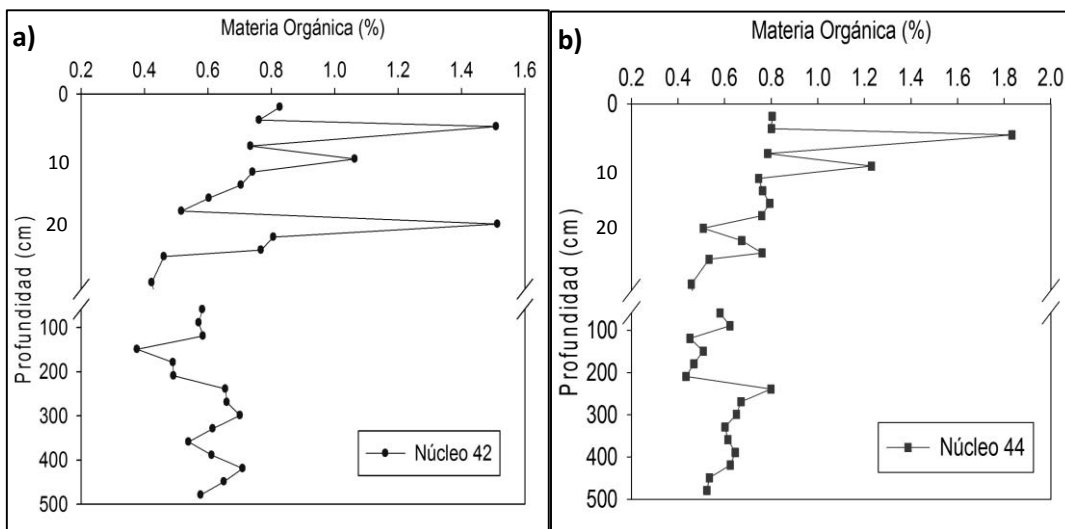 a)
Materia Orgánica (%)
0.2 0.4 0.6 0.8 1.0 1.2 1.4 1.6
Profundidad (cm)
0
10
20
100
200
300
400
500
Núcleo 42
b)
Materia Orgánica (%)
0.2 0.4 0.6 0.8 1.0 1.2 1.4 1.6 1.8 2.0
Profundidad (cm)
0
10
20
100
200
300
400
500
Núcleo 44